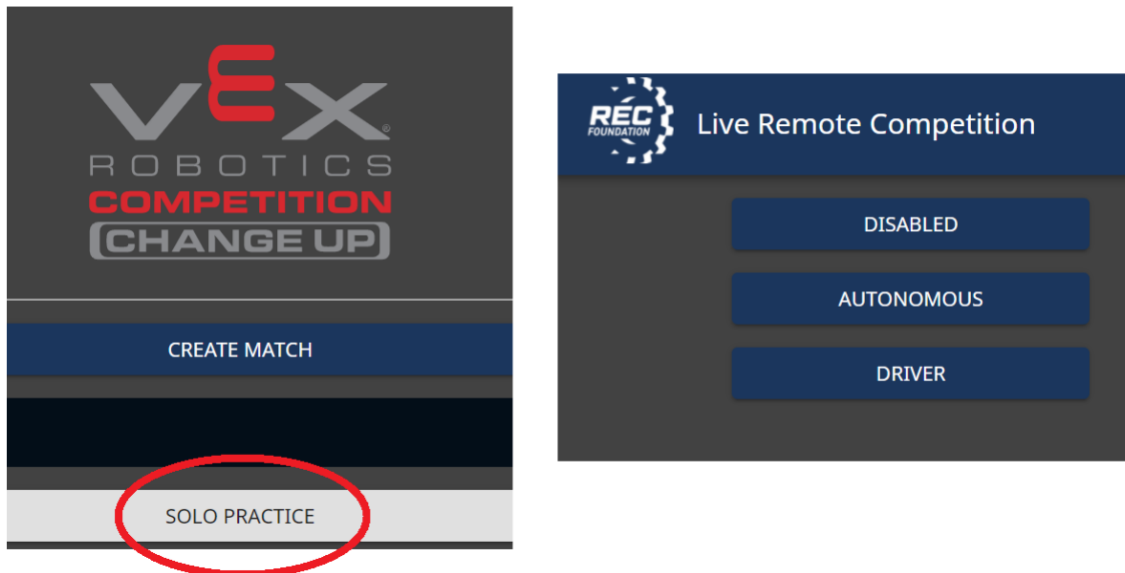 VEX
ROBOTICS
COMPETITION
CHANGE UP
CREATE MATCH
SOLO PRACTICE
REC
FOUNDATION
Live Remote Competition
DISABLED
AUTONOMOUS
DRIVER